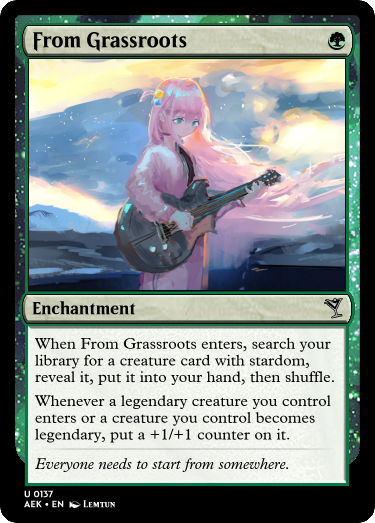 From Grassroots
Enchantment
When From Grassroots enters, search your
library for a creature card with stardom,
reveal it, put it into your hand, then shuffle.
Whenever a legendary creature you control
enters or a creature you control becomes
legendary, put a +1/+1 counter on it.
Everyone needs to start from somewhere.
U 0137
AEK • EN Lemtun